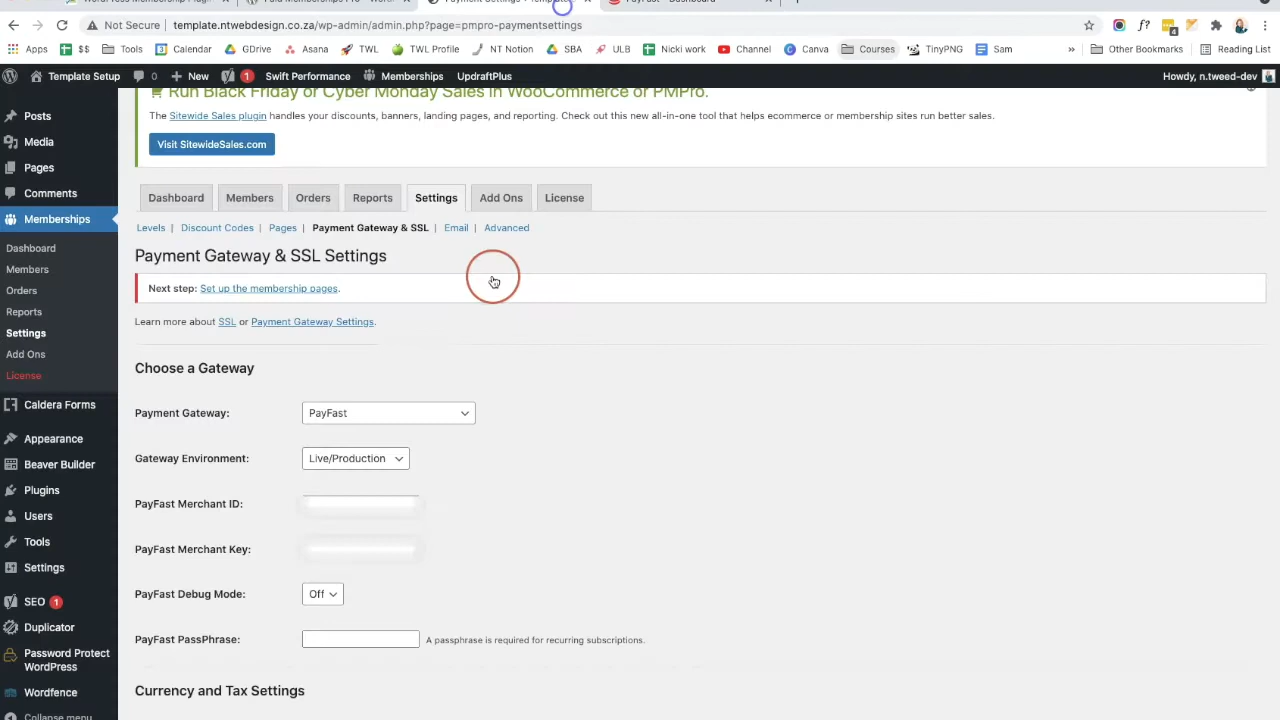 Payment Settings
PayFast - Dashboard
Not Secure template.ntwebdesign.co.za/wp-admin/admin.php?page=pmpro-paymentsettings
Apps $$ Tools Calendar GDrive Asana TWL TWL Profile NT Notion SBA ULB Nicki work Channel Canva Courses TinyPNG Sam » Other Bookmarks Reading List
Template Setup 0 New 1 Swift Performance Memberships UpdraftPlus Howdy, n.tweed-dev
Run Black Friday or Cyber Monday Sales in WooCommerce or PMPro.
The Sitewide Sales plugin handles your discounts, banners, landing pages, and reporting. Check out this new all-in-one tool that helps ecommerce or membership sites run better sales.
Visit SitewideSales.com
Posts
Media
Pages
Comments
Memberships
Dashboard
Members
Orders
Reports
Settings
Add Ons
License
Caldera Forms
Appearance
Beaver Builder
Plugins
Users
Tools
Settings
SEO 1
Duplicator
Password Protect
WordPress
Wordfence
Collapse menu
Dashboard Members Orders Reports Settings Add Ons License
Levels | Discount Codes | Pages | Payment Gateway & SSL | Email | Advanced
Payment Gateway & SSL Settings
Next step: Set up the membership pages.
Learn more about SSL or Payment Gateway Settings.
Choose a Gateway
Payment Gateway: PayFast
Gateway Environment: Live/Production
PayFast Merchant ID:
PayFast Merchant Key:
PayFast Debug Mode: Off
PayFast PassPhrase: A passphrase is required for recurring subscriptions.
Currency and Tax Settings